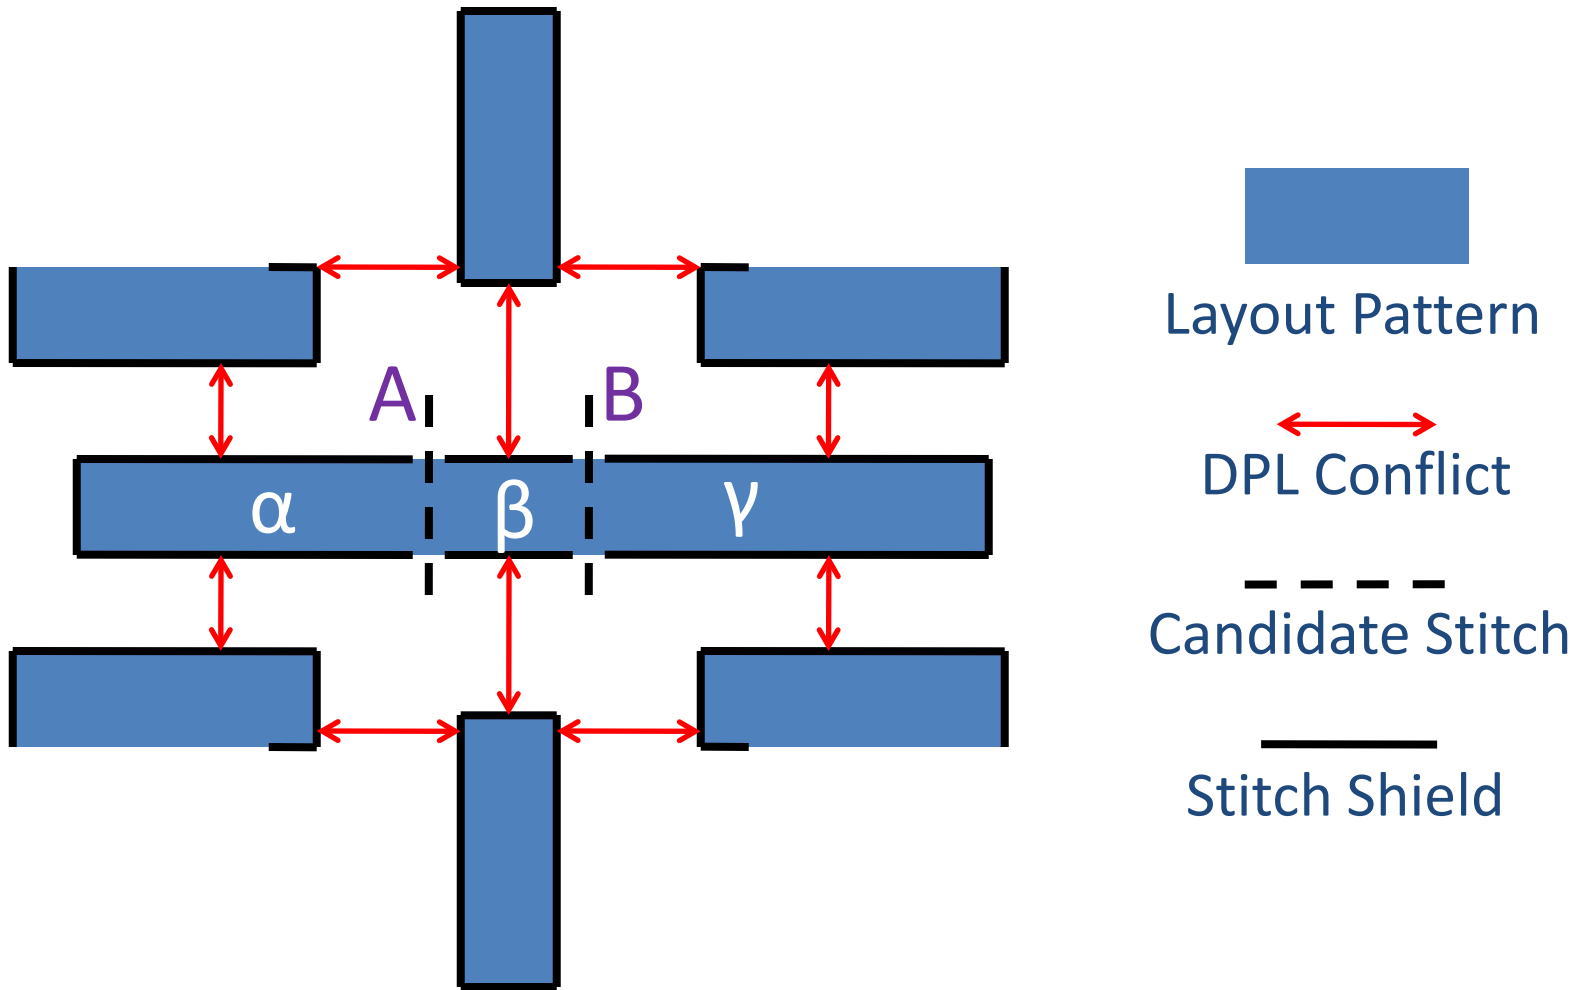 A
B
α
β
γ
Layout Pattern
DPL Conflict
Candidate Stitch
Stitch Shield